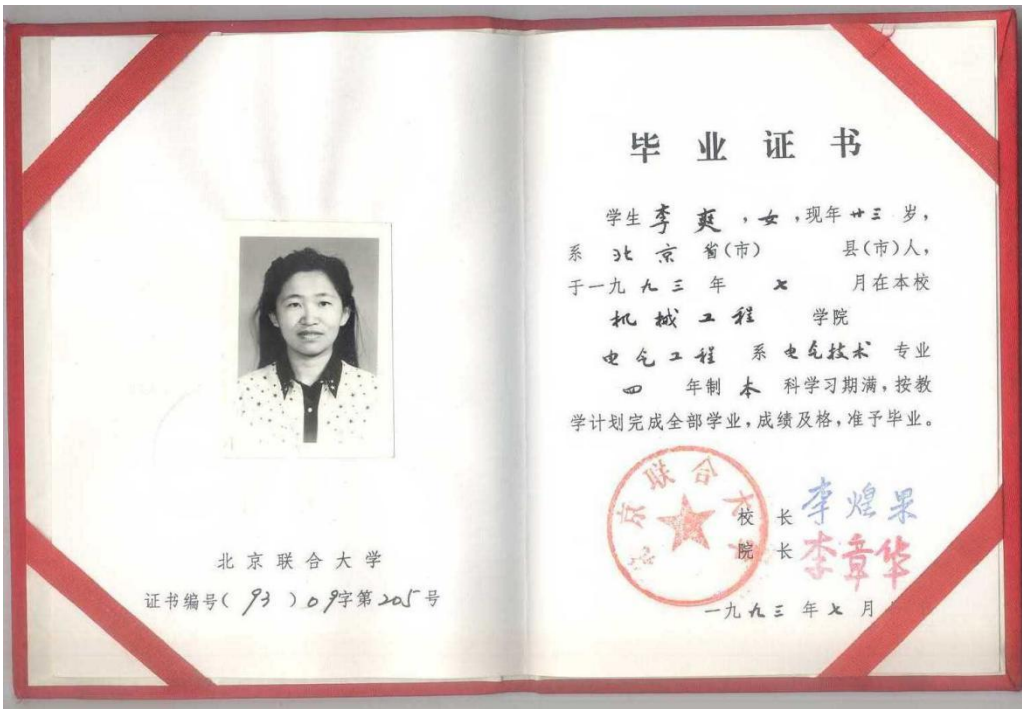 北京联合大学
证书编号( 93 )09字第205号
毕业证书
学生李爽，女，现年廿三岁，
系北京省(市) 县(市)人，
于一九九三年七月在本校
机械工程学院
电气工程系电气技术专业
四年制本科学习期满，按教
学计划完成全部学业，成绩及格，准予毕业。
北京联合大学
校长李煌果
院长李章华
一九九三年七月